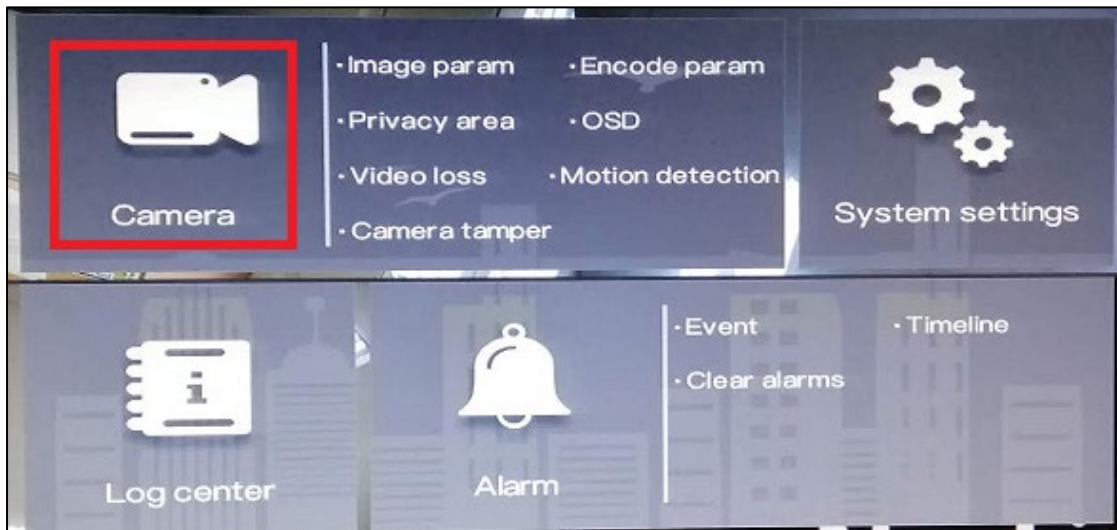 ·Image param
·Encode param
·Privacy area
·OSD
·Video loss
·Motion detection
·Camera tamper
Camera
System settings
·Event
·Timeline
·Clear alarms
i
Log center
Alarm